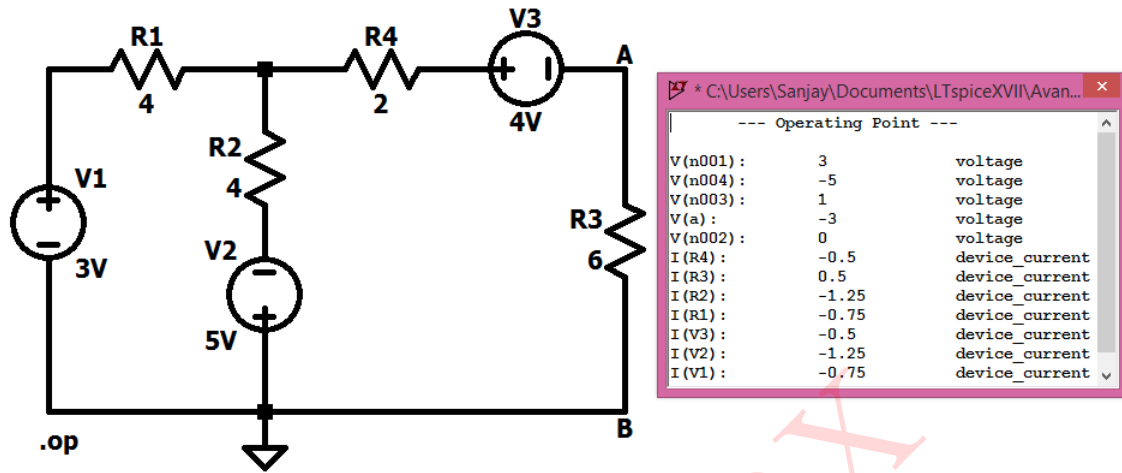 R1
4
R4
2
V3
+ −
4V
A
R2
4
V1
+
−
3V
V2
−
+
5V
R3
6
.op
B
* C:\Users\Sanjay\Documents\LTspiceXVII\Avan...
--- Operating Point ---
V(n001): 3 voltage
V(n004): -5 voltage
V(n003): 1 voltage
V(a): -3 voltage
V(n002): 0 voltage
I(R4): -0.5 device_current
I(R3): 0.5 device_current
I(R2): -1.25 device_current
I(R1): -0.75 device_current
I(V3): -0.5 device_current
I(V2): -1.25 device_current
I(V1): -0.75 device_current
X